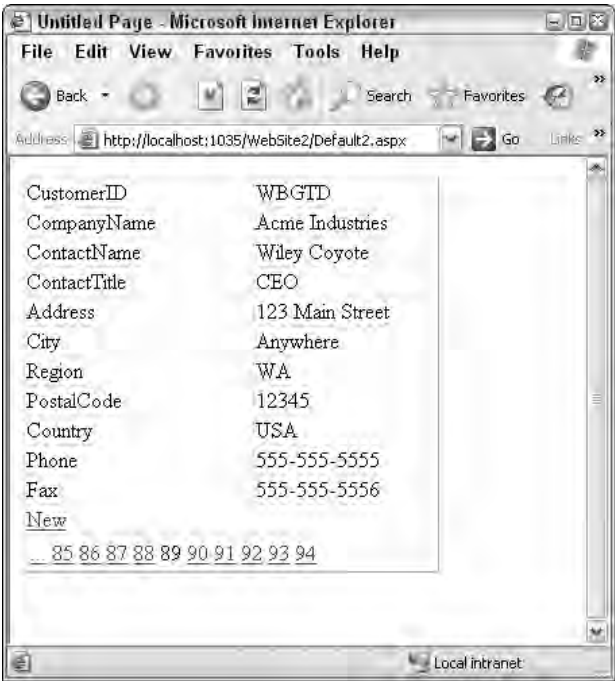 Untitled Page - Microsoft Internet Explorer
File Edit View Favorites Tools Help
Back Search Favorites »
Address http://localhost:1035/WebSite2/Default2.aspx Go Links »
CustomerID WBGTD
CompanyName Acme Industries
ContactName Wiley Coyote
ContactTitle CEO
Address 123 Main Street
City Anywhere
Region WA
PostalCode 12345
Country USA
Phone 555-555-5555
Fax 555-555-5556
New
... 85 86 87 88 89 90 91 92 93 94
Local intranet